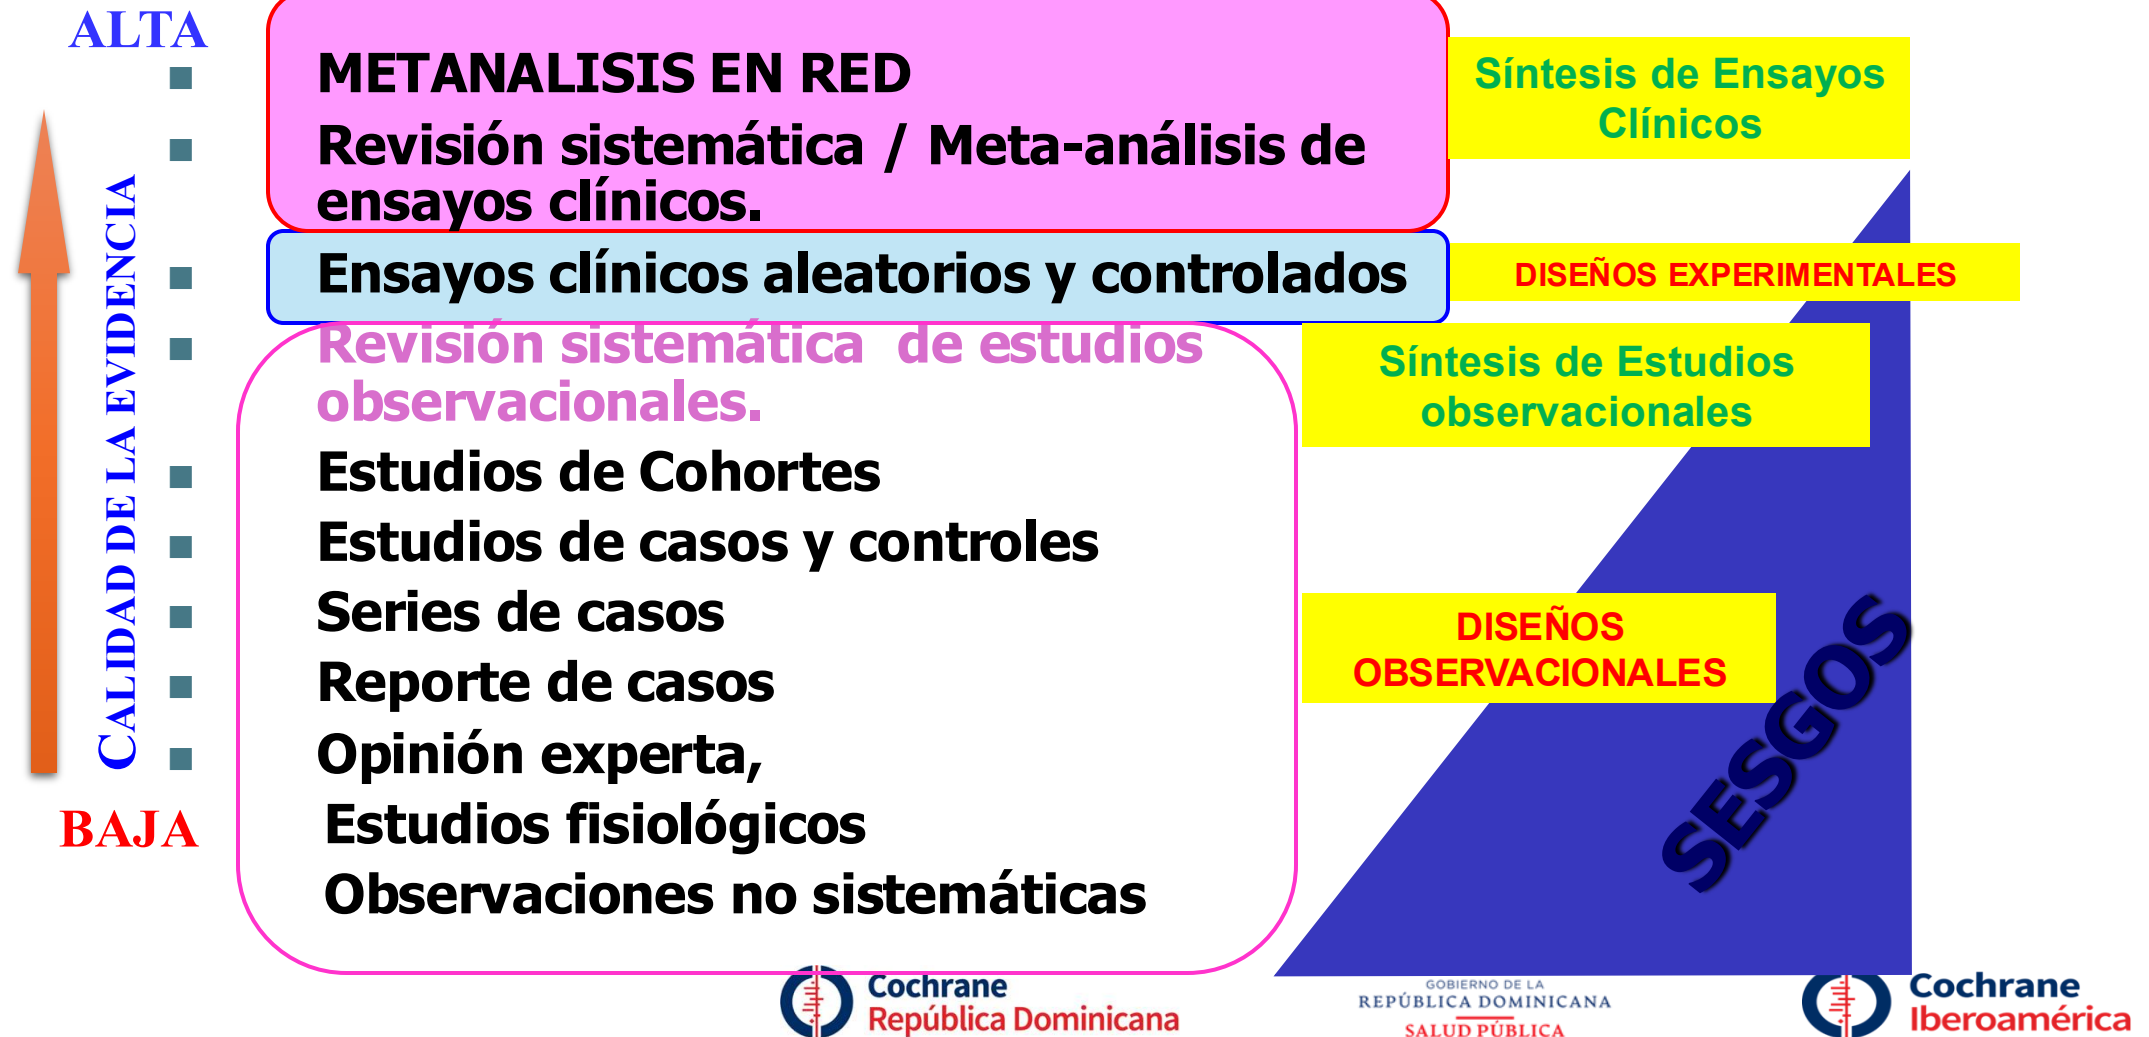 ALTA
METANALISIS EN RED
Síntesis de Ensayos
Clínicos
Revisión sistemática / Meta-análisis de
ensayos clínicos.
Ensayos clínicos aleatorios y controlados
DISEÑOS EXPERIMENTALES
Revisión sistemática de estudios
observacionales.
Síntesis de Estudios
observacionales
Estudios de Cohortes
Estudios de casos y controles
Series de casos
Reporte de casos
DISEÑOS
OBSERVACIONALES
Opinión experta,
Estudios fisiológicos
Observaciones no sistemáticas
CALIDAD DE LA EVIDENCIA
BAJA
SESGOS
Cochrane
República Dominicana
GOBIERNO DE LA
REPÚBLICA DOMINICANA
SALUD PÚBLICA
Cochrane
Iberoamérica